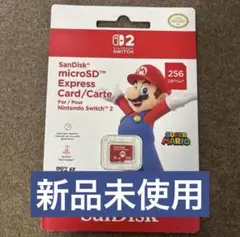 Nintendo
2
NINTENDO
SWITCH
SanDisk®
microSD™
Express
Card/Carte
For / Pour
Nintendo Switch™ 2
256
SUPER
MARIO
新品未使用
SanDisk